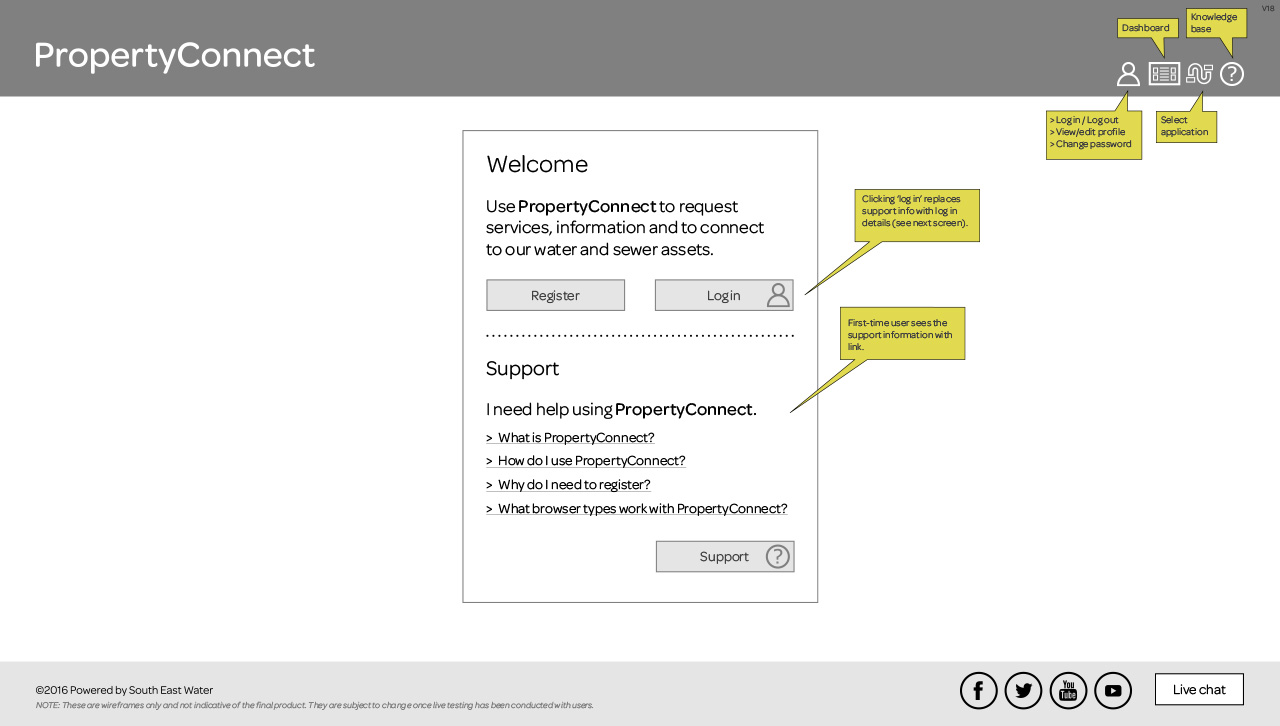 V18
Knowledge
base
Dashboard
PropertyConnect
> Log in / Log out
> View/edit profile
> Change password
Select
application
Welcome
Use PropertyConnect to request
services, information and to connect
to our water and sewer assets.
Clicking ‘log in’ replaces
support info with log in
details (see next screen).
Register
Log in
First-time user sees the
support information with
link.
Support
I need help using PropertyConnect.
> What is PropertyConnect?
> How do I use PropertyConnect?
> Why do I need to register?
> What browser types work with PropertyConnect?
Support
©2016 Powered by South East Water
NOTE: These are wireframes only and not indicative of the final product. They are subject to change once live testing has been conducted with users.
You
Tube
Live chat